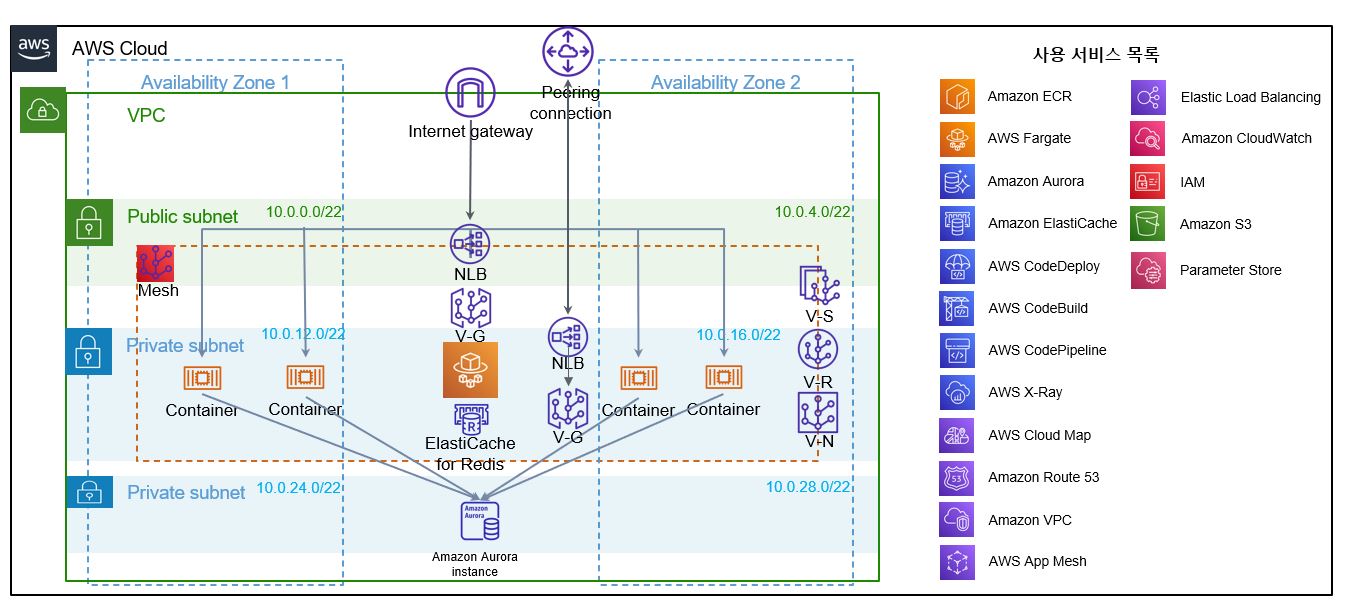 aws
AWS Cloud
Availability Zone 1
Availability Zone 2
Peering
connection
VPC
Internet gateway
Public subnet
10.0.0.0/22
10.0.4.0/22
NLB
Mesh
V-G
V-S
10.0.12.0/22
10.0.16.0/22
Private subnet
NLB
V-R
Container
Container
Container
Container
R
ElastiCache
for Redis
V-G
V-N
Private subnet
10.0.24.0/22
10.0.28.0/22
Amazon
Aurora
Amazon Aurora
instance
사용 서비스 목록
Amazon ECR
AWS Fargate
Amazon Aurora
Amazon ElastiCache
AWS CodeDeploy
AWS CodeBuild
AWS CodePipeline
AWS X-Ray
AWS Cloud Map
53
Amazon Route 53
Amazon VPC
AWS App Mesh
Elastic Load Balancing
Amazon CloudWatch
IAM
Amazon S3
Parameter Store